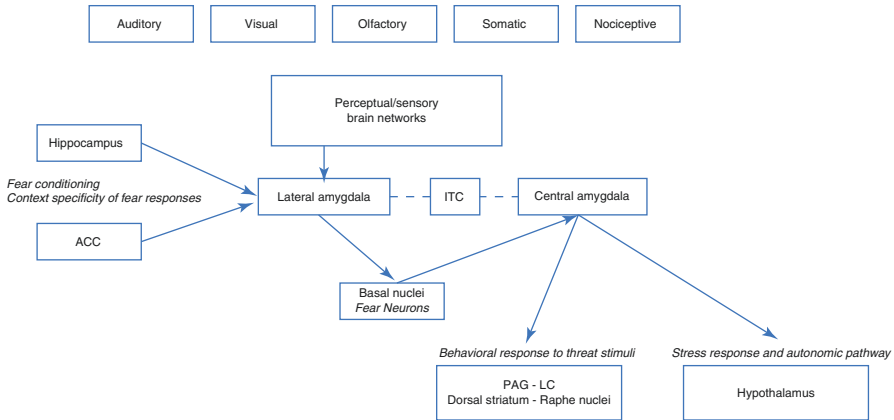 Auditory
Visual
Olfactory
Somatic
Nociceptive
Perceptual/sensory
brain networks
Hippocampus
Fear conditioning
Context specificity of fear responses
Lateral amygdala
ITC
Central amygdala
ACC
Basal nuclei
Fear Neurons
Behavioral response to threat stimuli
Stress response and autonomic pathway
PAG - LC
Dorsal striatum - Raphe nuclei
Hypothalamus